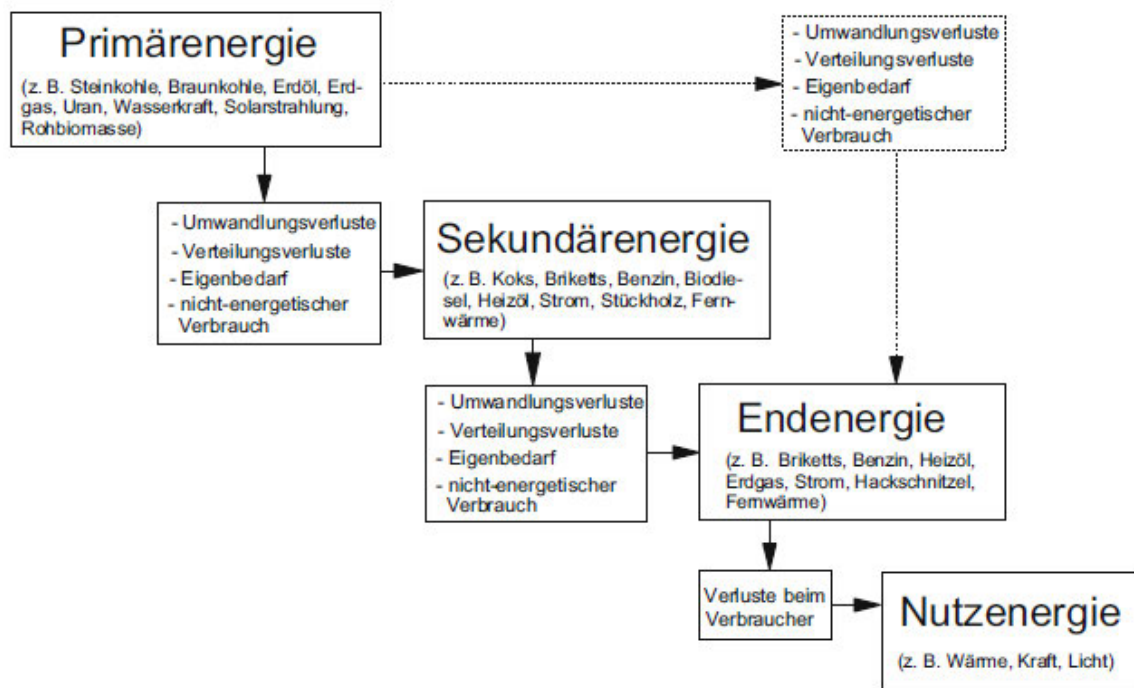 Primärenergie
(z. B. Steinkohle, Braunkohle, Erdöl, Erd-
gas, Uran, Wasserkraft, Solarstrahlung,
Rohbiomasse)
- Umwandlungsverluste
- Verteilungsverluste
- Eigenbedarf
- nicht-energetischer
Verbrauch
- Umwandlungsverluste
- Verteilungsverluste
- Eigenbedarf
- nicht-energetischer
Verbrauch
Sekundärenergie
(z. B. Koks, Briketts, Benzin, Biodie-
sel, Heizöl, Strom, Stückholz, Fern-
wärme)
- Umwandlungsverluste
- Verteilungsverluste
- Eigenbedarf
- nicht-energetischer
Verbrauch
Endenergie
(z. B. Briketts, Benzin, Heizöl,
Erdgas, Strom, Hackschnitzel,
Fernwärme)
Verluste beim
Verbraucher
Nutzenergie
(z. B. Wärme, Kraft, Licht)